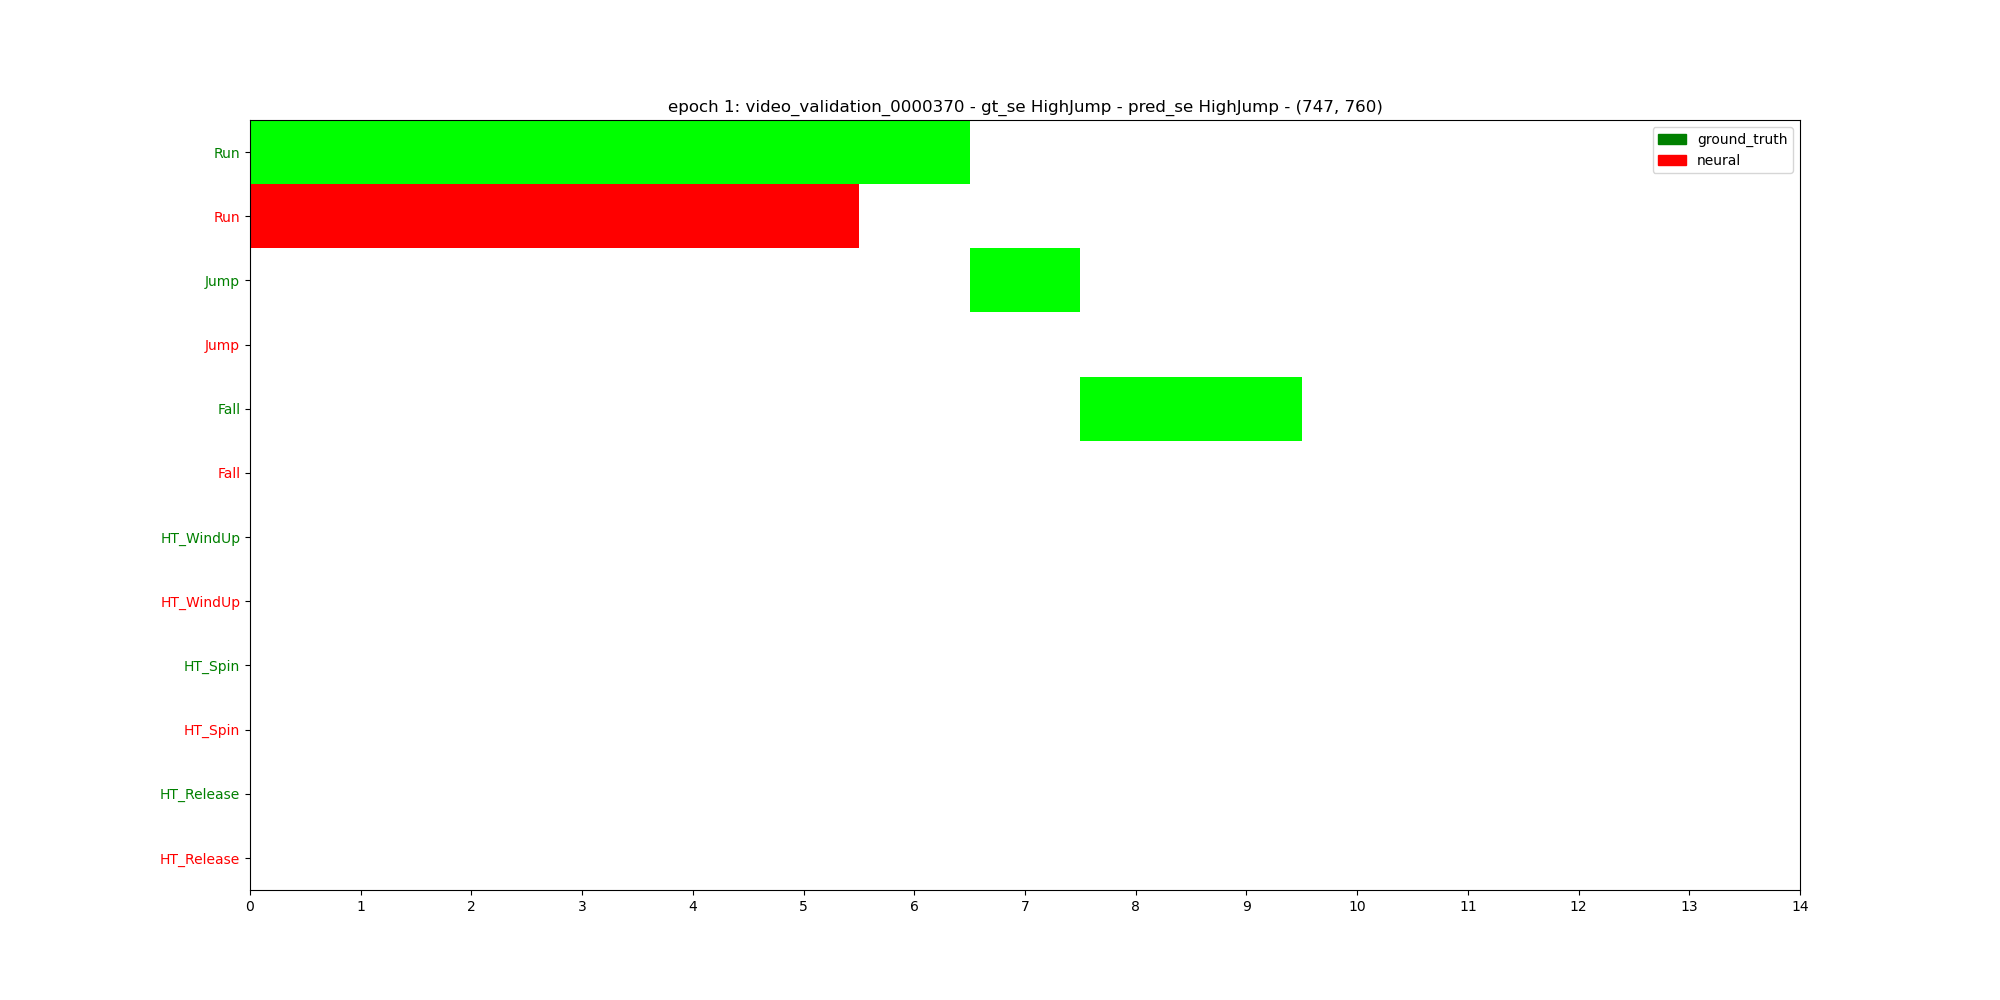 epoch 1: video_validation_0000370 - gt_se HighJump - pred_se HighJump - (747, 760)
ground_truth
neural
Run
Run
Jump
Jump
Fall
Fall
HT_WindUp
HT_WindUp
HT_Spin
HT_Spin
HT_Release
HT_Release
0 1 2 3 4 5 6 7 8 9 10 11 12 13 14